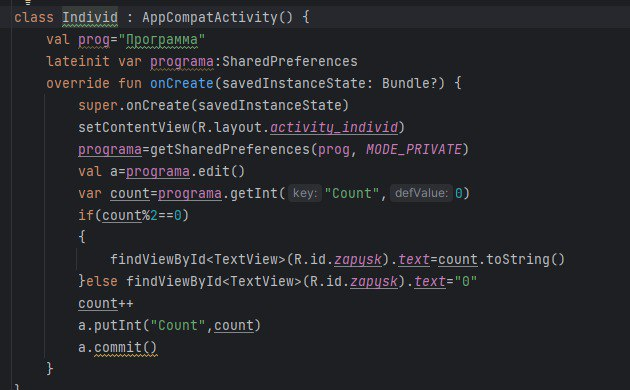 class Individ : AppCompatActivity() {
val prog="Программа"
lateinit var programa:SharedPreferences
override fun onCreate(savedInstanceState: Bundle?) {
super.onCreate(savedInstanceState)
setContentView(R.layout.activity_individ)
programa=getSharedPreferences(prog, MODE_PRIVATE)
val a=programa.edit()
var count=programa.getInt( key: "Count", defValue: 0)
if(count%2==0)
{
findViewById<TextView>(R.id.zapysk).text=count.toString()
}else findViewById<TextView>(R.id.zapysk).text="0"
count++
a.putInt("Count",count)
a.commit()
}
}